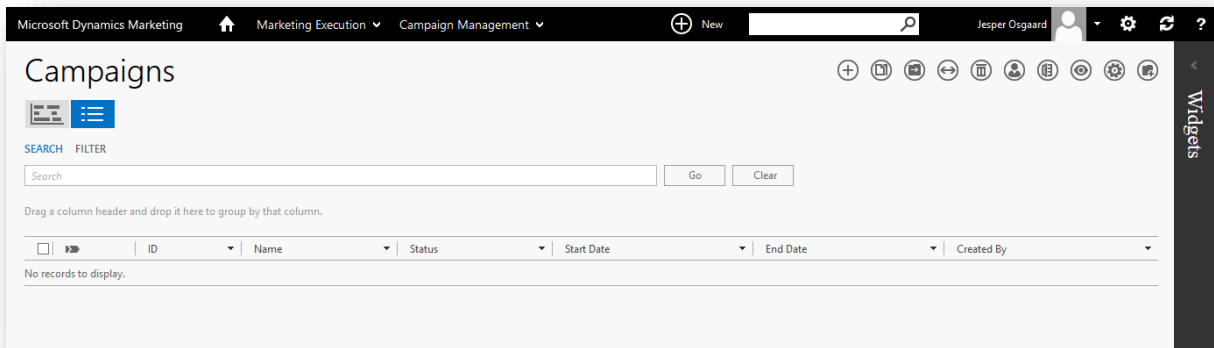 Microsoft Dynamics Marketing Marketing Execution Campaign Management New Jesper Osgaard ?
Campaigns
Widgets
SEARCH FILTER
Search Go Clear
Drag a column header and drop it here to group by that column.
ID Name Status Start Date End Date Created By
No records to display.